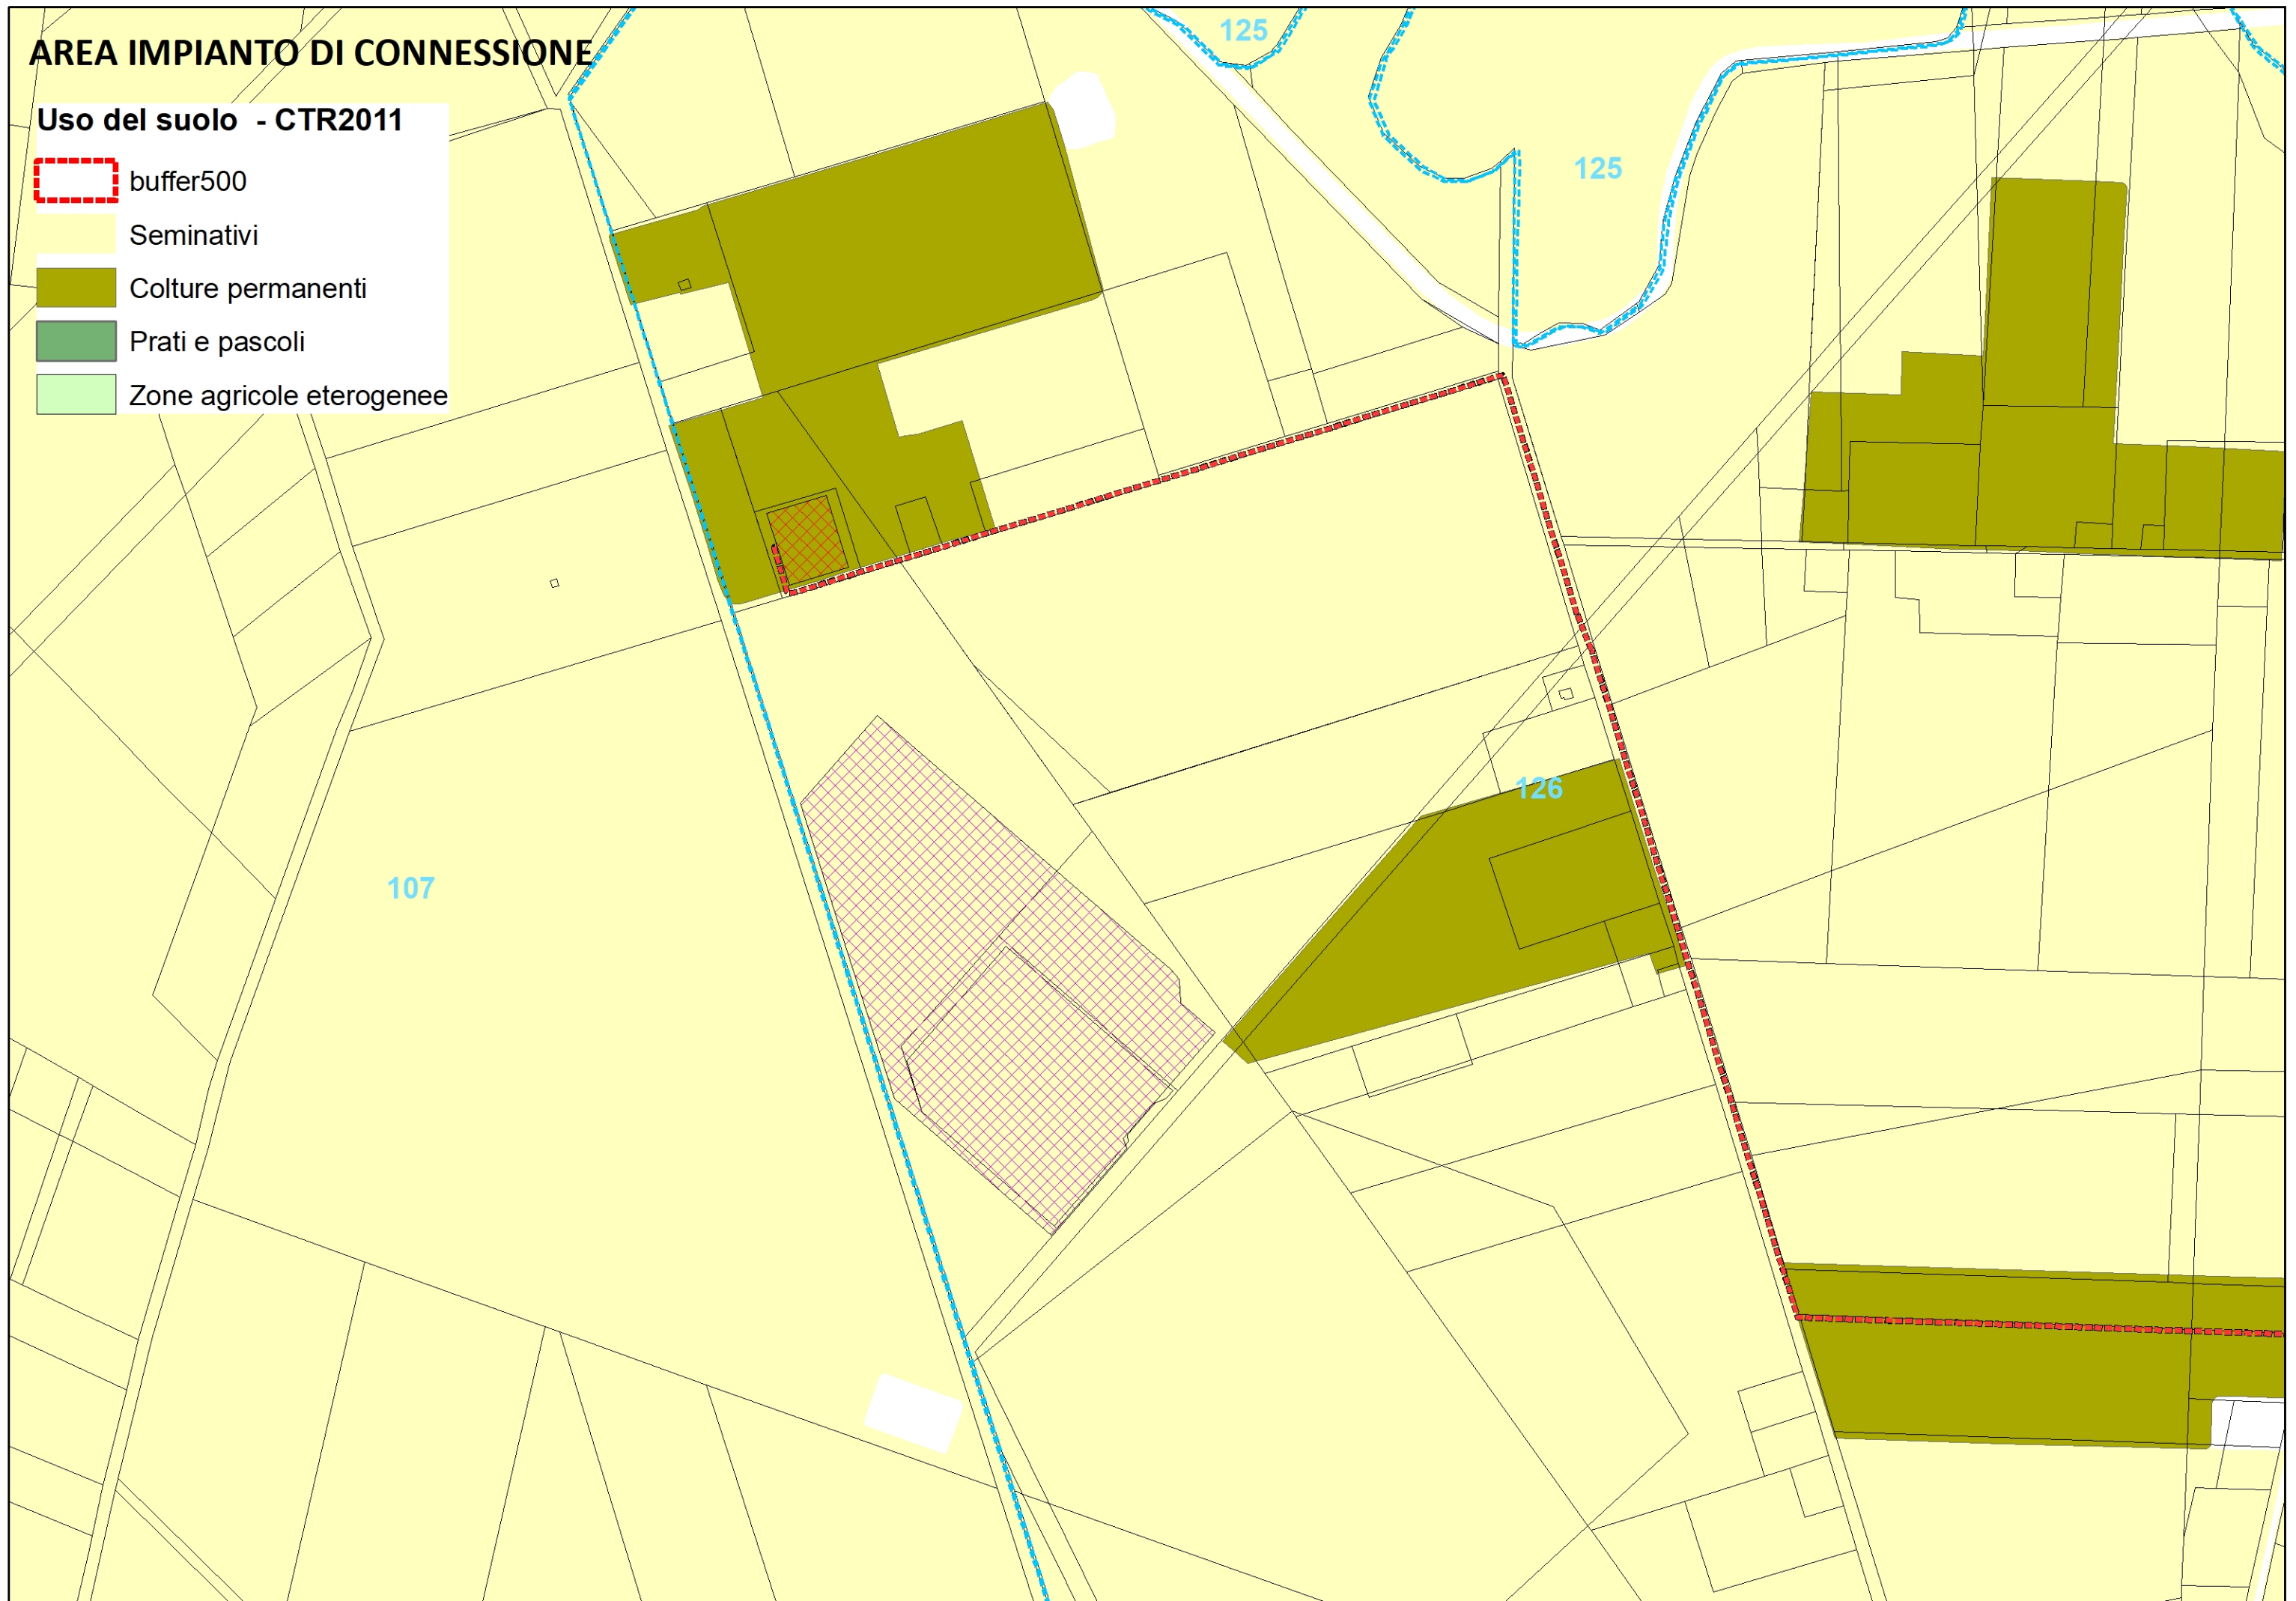 AREA IMPIANTO DI CONNESSIONE
Uso del suolo - CTR2011
buffer500
Seminativi
Colture permanenti
Prati e pascoli
Zone agricole eterogenee
125
125
126
107